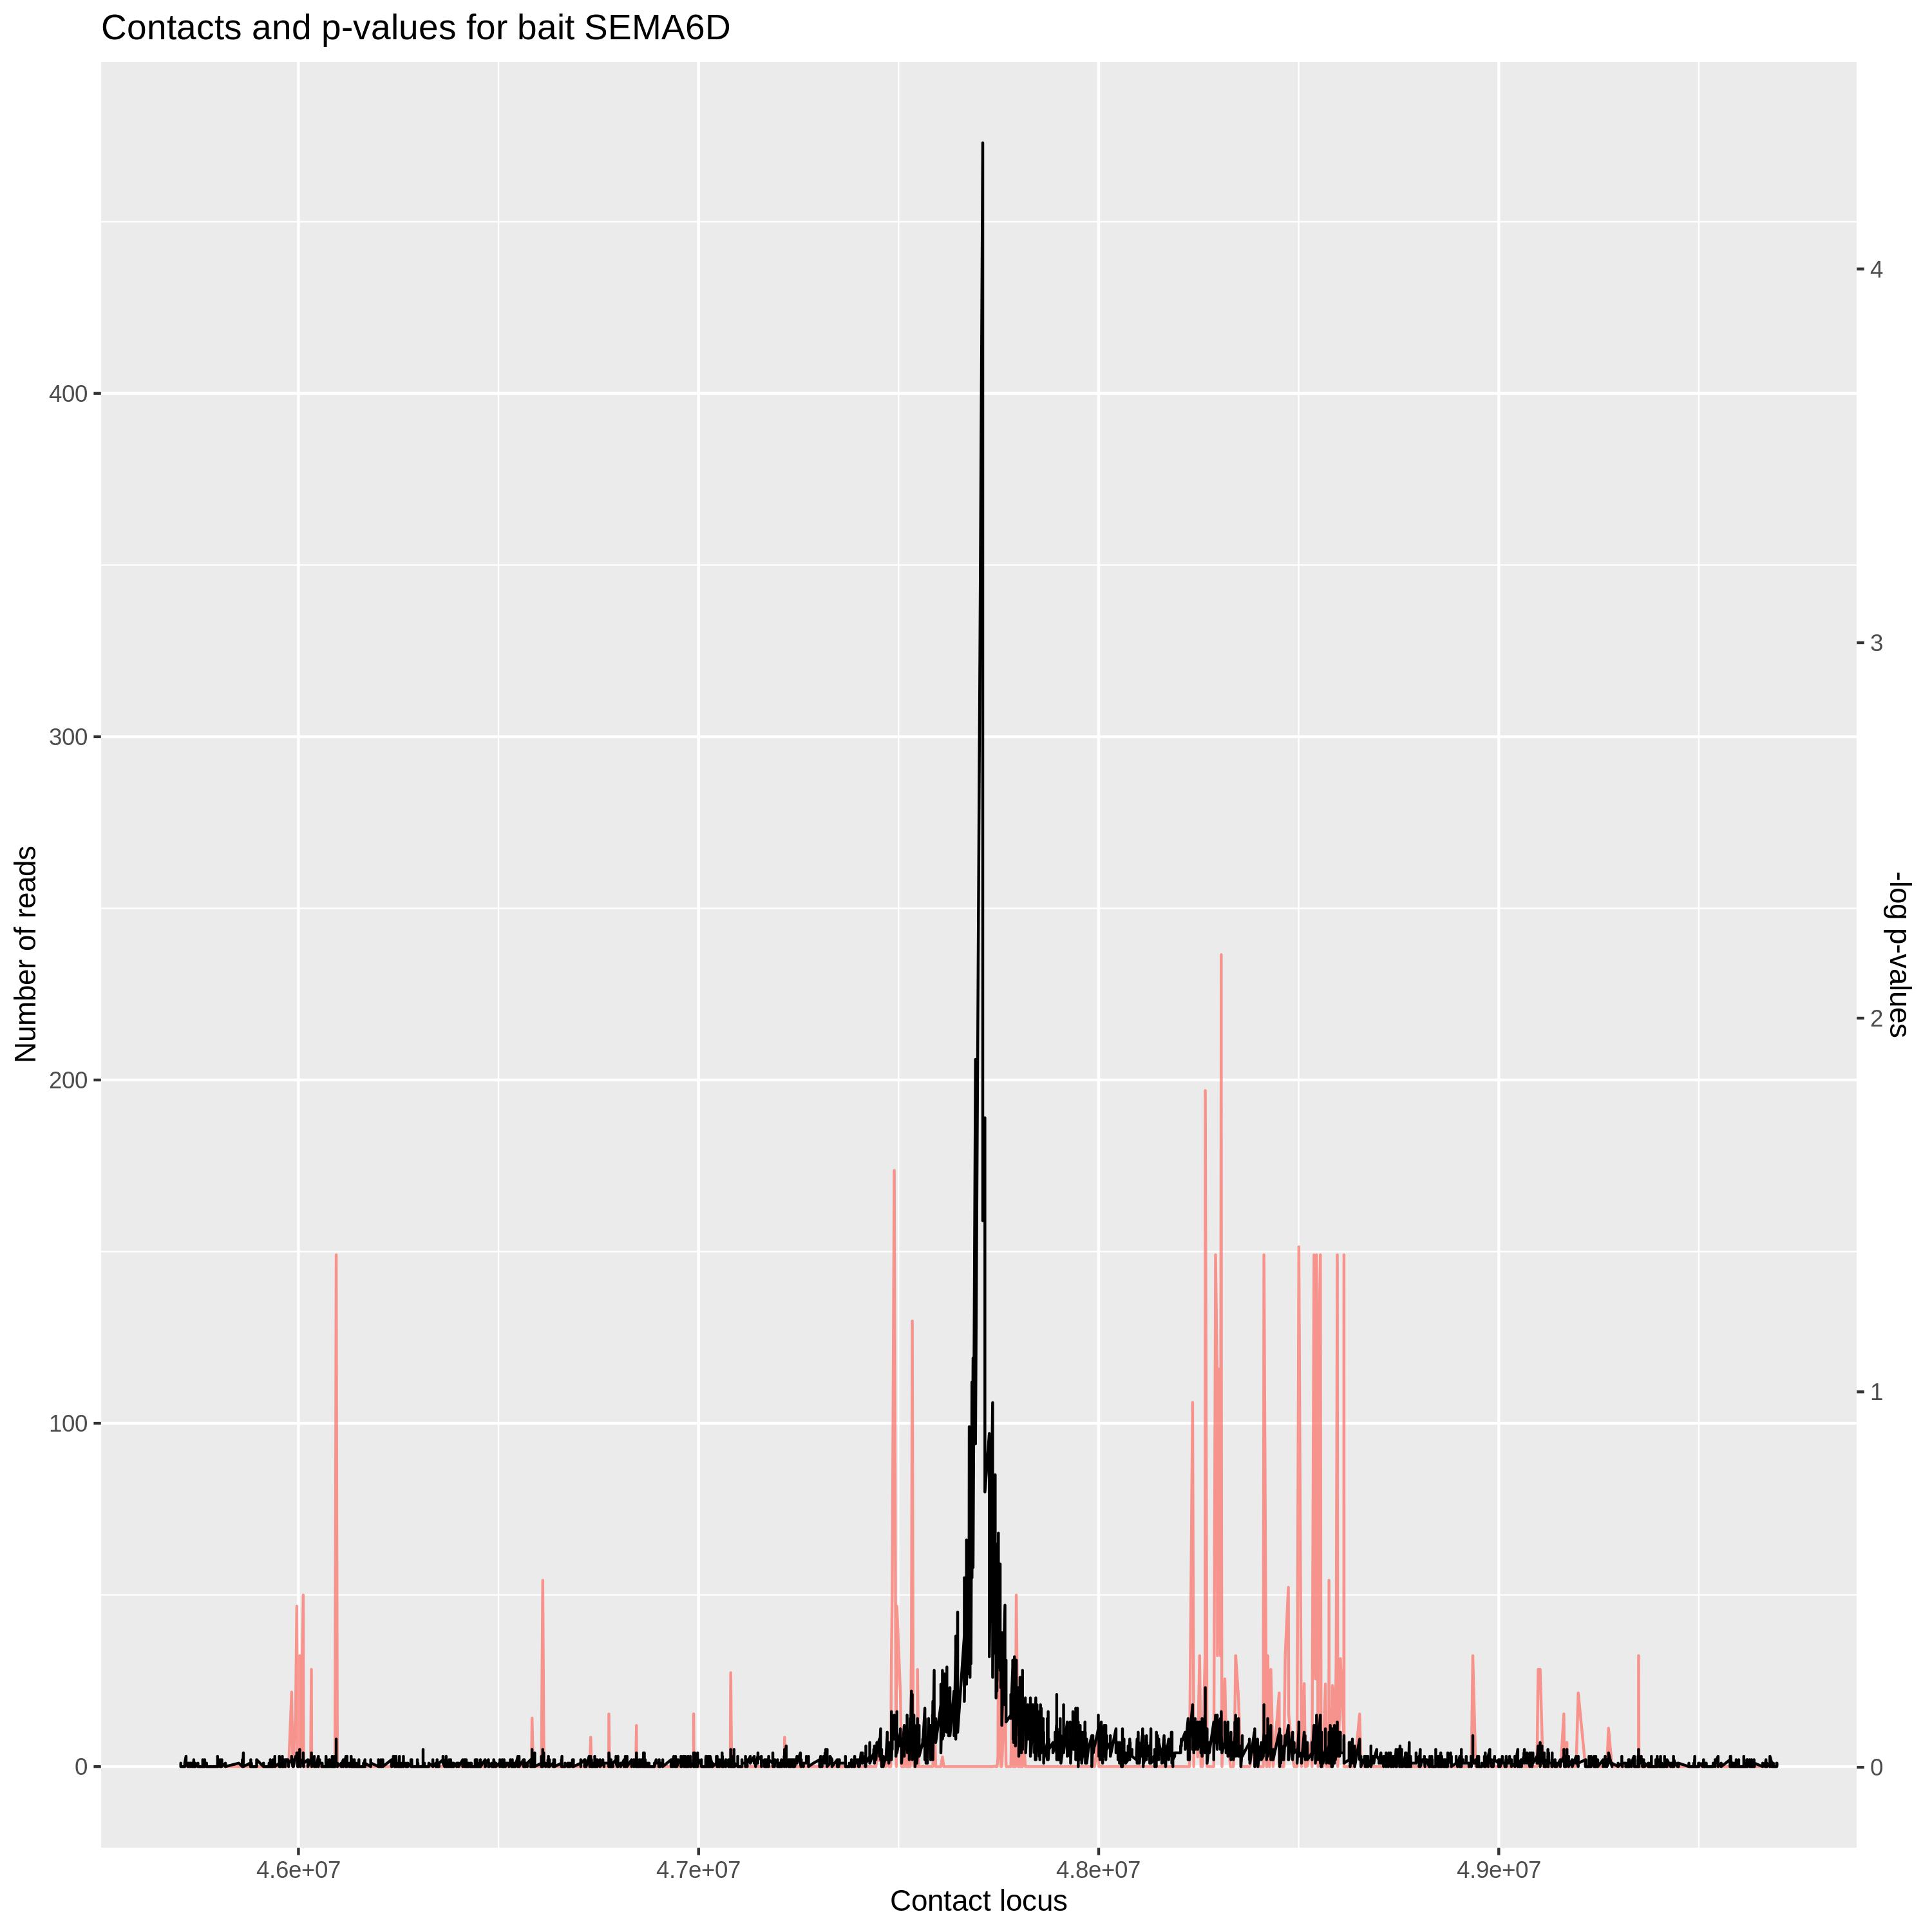 Contacts and p-values for bait SEMA6D
Number of reads
400
300
200
100
0
4
3
2
1
0
-log p-values
4.6e+07
4.7e+07
4.8e+07
4.9e+07
Contact locus